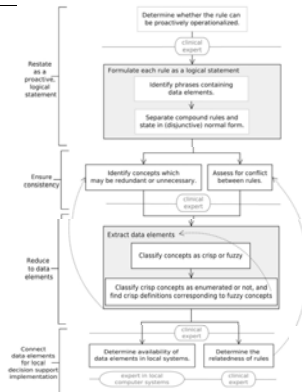 Determine whether the rule can
be proactively operationalized.
clinical
expert
Restate
as a
proactive,
logical
statement
Formulate each rule as a logical statement
Identify phrases containing
data elements.
Separate compound rules and
state in (disjunctive) normal form.
Ensure
consistency
Identify concepts which
may be redundant or unnecessary.
Assess for conflict
between rules.
clinical
expert
Reduce
to data
elements
Extract data elements
Classify concepts as crisp or fuzzy
Classify crisp concepts as enumerated or not, and
find crisp definitions corresponding to fuzzy concepts
clinical
expert
Connect
data elements
for local
decision support
implementation
Determine availability of
data elements in local systems.
Determine the
relatedness of rules
expert in local
computer systems
clinical
expert